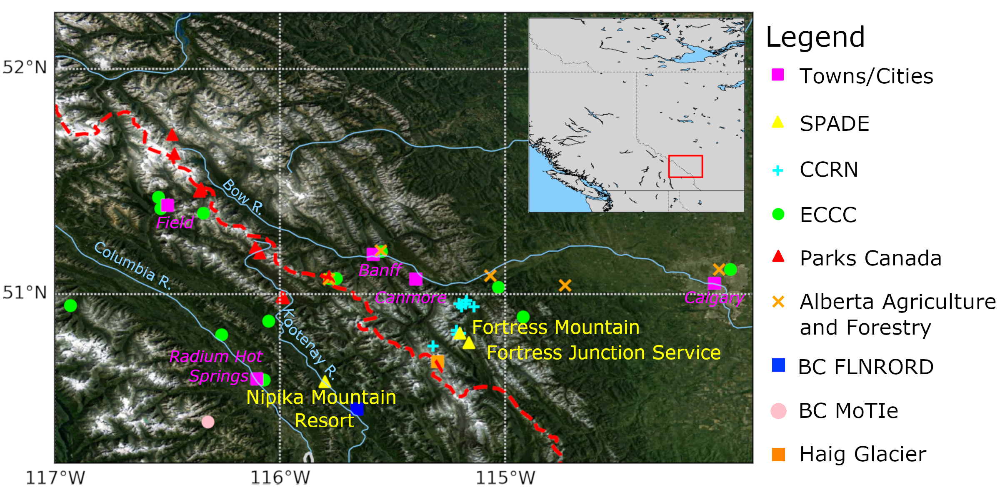 52°N
51°N
117°W
116°W
115°W
Bow R.
Columbia R.
Kootenay R.
Field
Banff
Canmore
Calgary
Radium Hot
Springs
Fortress Mountain
Fortress Junction Service
Nipika Mountain
Resort
Legend
Towns/Cities
SPADE
CCRN
ECCC
Parks Canada
Alberta Agriculture
and Forestry
BC FLNRORD
BC MoTIe
Haig Glacier